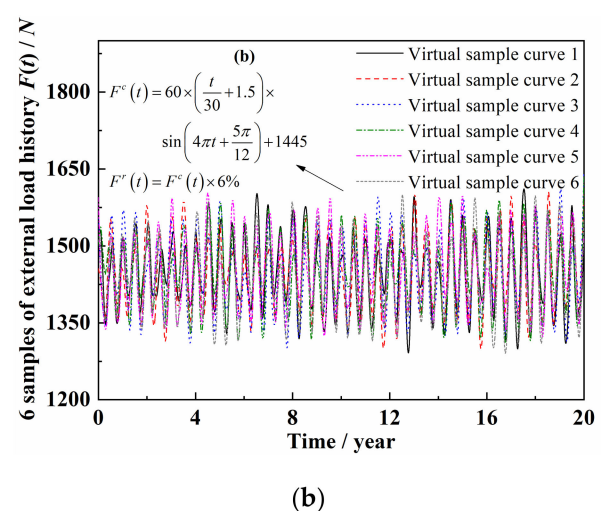 (b)
F^c(t)=60×(t/30+1.5)×
sin(4πt+5π/12)+1445
F^r(t)=F^c(t)×6%
Virtual sample curve 1
Virtual sample curve 2
Virtual sample curve 3
Virtual sample curve 4
Virtual sample curve 5
Virtual sample curve 6
6 samples of external load history F(t) / N
1800
1650
1500
1350
1200
0 4 8 12 16 20
Time / year
(b)